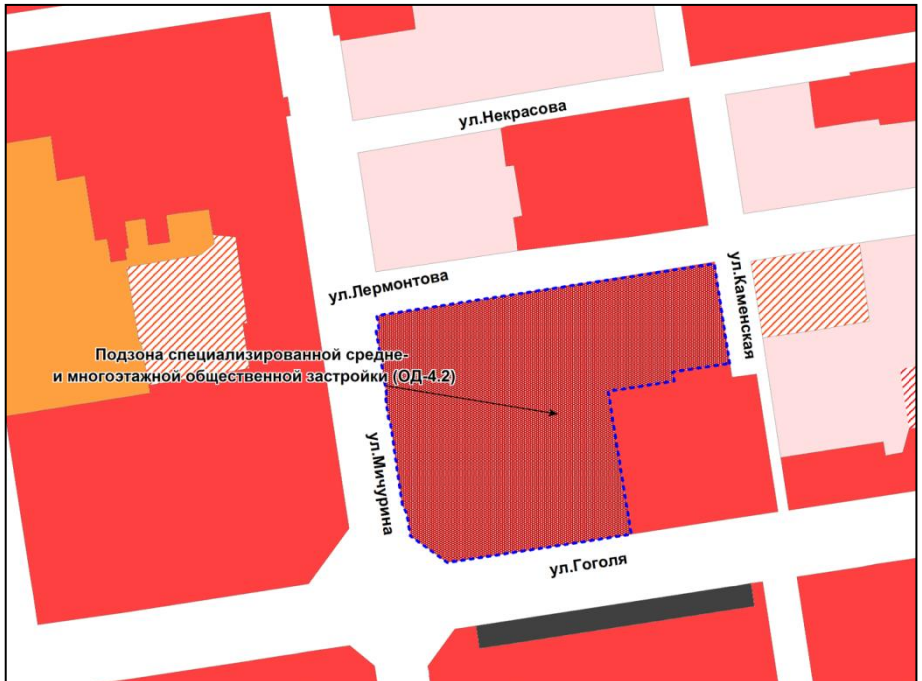 ул.Некрасова
ул.Каменская
ул.Лермонтова
Подзона специализированной средне-
и многоэтажной общественной застройки (ОД-4.2)
ул.Мичурина
ул.Гоголя